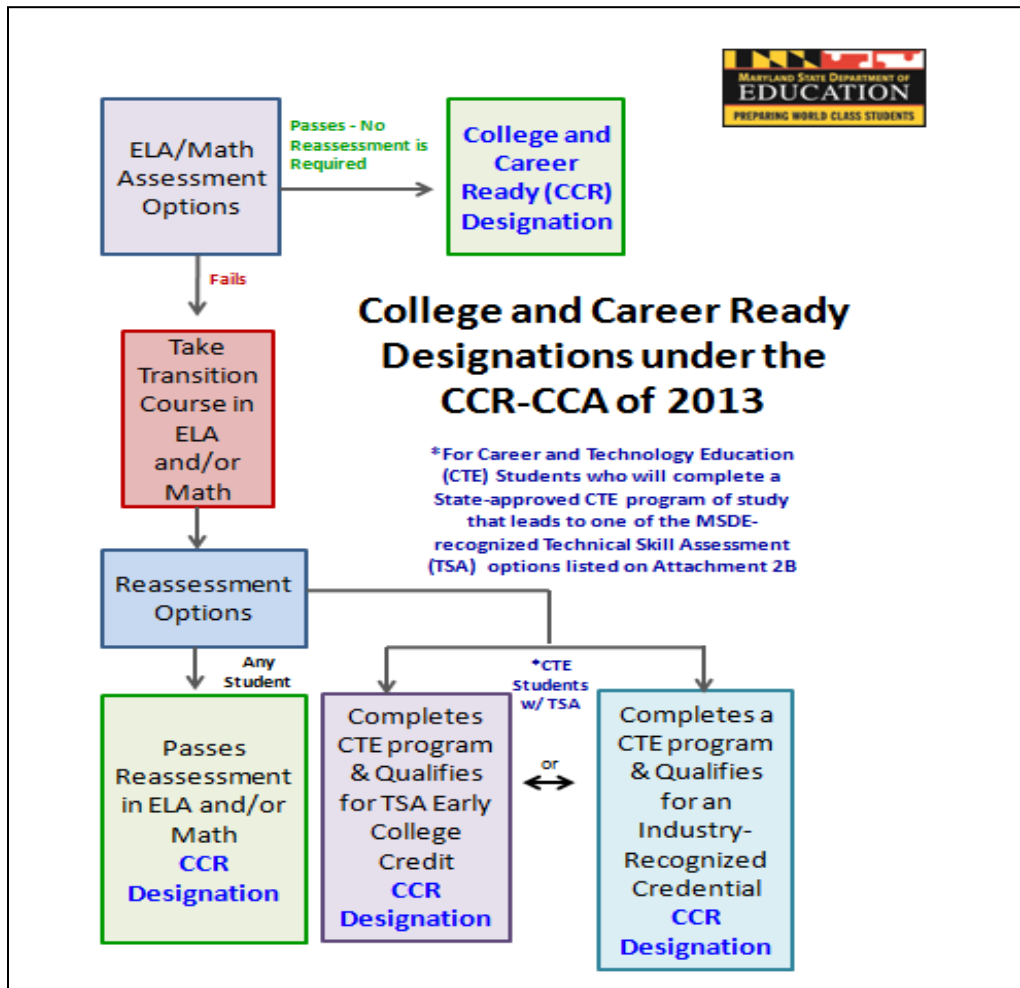 MARYLAND STATE DEPARTMENT OF
EDUCATION
PREPARING WORLD CLASS STUDENTS
ELA/Math
Assessment
Options
Passes - No
Reassessment is
Required
College and
Career
Ready (CCR)
Designation
Fails
College and Career Ready
Designations under the
CCR-CCA of 2013
Take
Transition
Course in
ELA
and/or
Math
*For Career and Technology Education
(CTE) Students who will complete a
State-approved CTE program of study
that leads to one of the MSDE-
recognized Technical Skill Assessment
(TSA) options listed on Attachment 2B
Reassessment
Options
Any
Student
*CTE
Students
w/ TSA
Passes
Reassessment
in ELA and/or
Math
CCR
Designation
Completes
CTE program
& Qualifies
for TSA Early
College
Credit
CCR
Designation
or
Completes a
CTE program
& Qualifies
for an
Industry-
Recognized
Credential
CCR
Designation